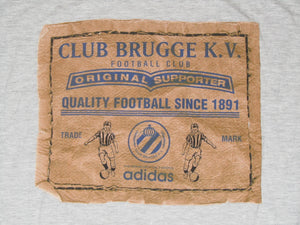 CLUB BRUGGE K.V.
FOOTBALL CLUB
ORIGINAL SUPPORTER
QUALITY FOOTBALL SINCE 1891
TRADE MARK
adidas